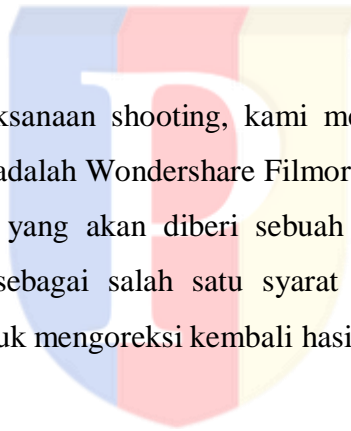 ksanaan shooting, kami me
adalah Wondershare Filmor
yang akan diberi sebuah
sebagai salah satu syarat
uk mengoreksi kembali hasi